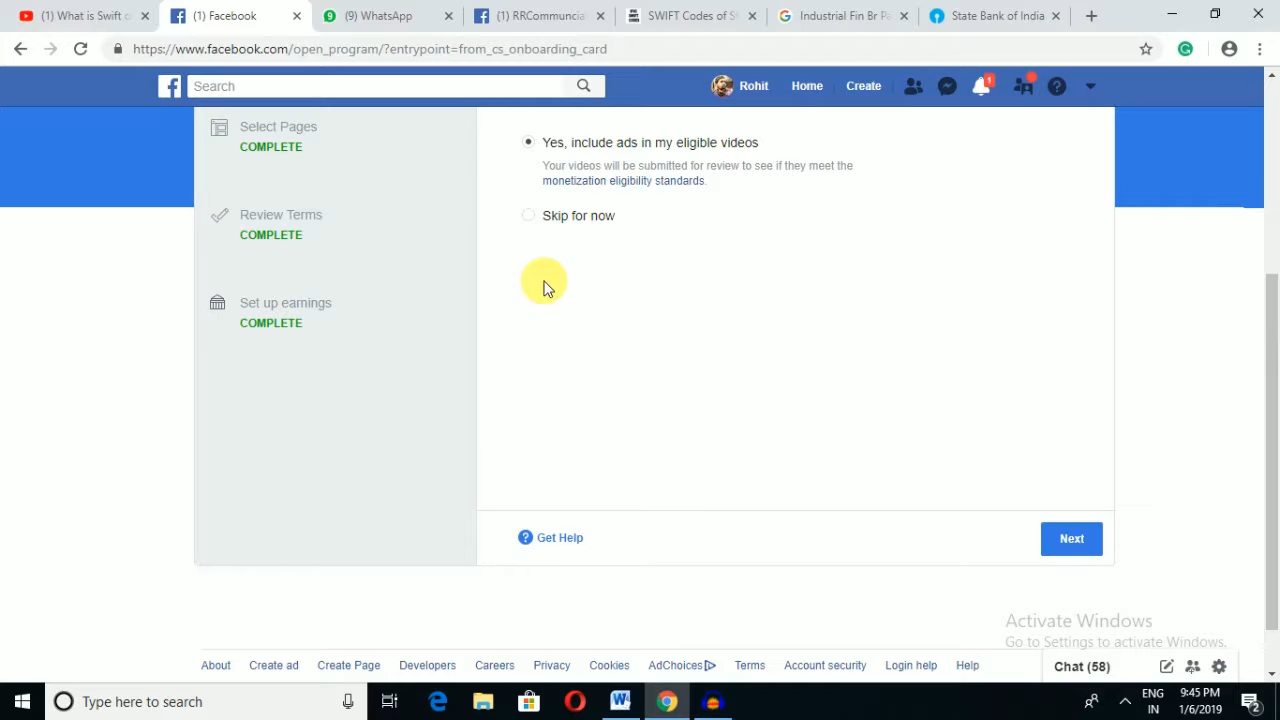 (1) What is Swift o
(1) Facebook
(9) WhatsApp
(1) RRCommuncia
SWIFT Codes of St
Industrial Fin Br Pa
State Bank of India
https://www.facebook.com/open_program/?entrypoint=from_cs_onboarding_card
Search
Rohit
Home
Create
1
Select Pages
COMPLETE
Review Terms
COMPLETE
Set up earnings
COMPLETE
Yes, include ads in my eligible videos
Your videos will be submitted for review to see if they meet the
monetization eligibility standards.
Skip for now
Get Help
Next
Activate Windows
Go to Settings to activate Windows.
About
Create ad
Create Page
Developers
Careers
Privacy
Cookies
AdChoices
Terms
Account security
Login help
Help
Chat (58)
Type here to search
ENG
IN
9:45 PM
1/6/2019
2